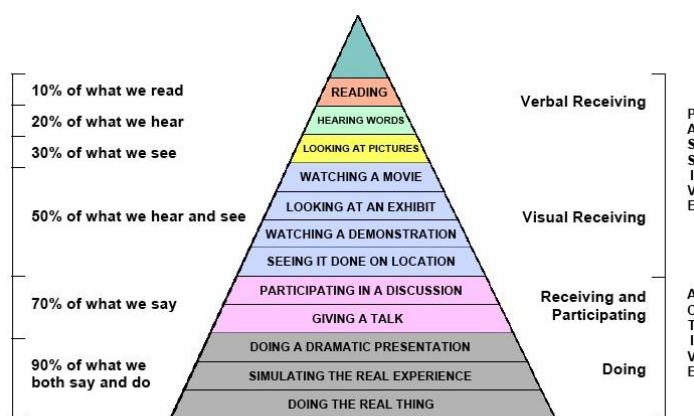 10% of what we read
20% of what we hear
30% of what we see
50% of what we hear and see
70% of what we say
90% of what we
both say and do
READING
HEARING WORDS
LOOKING AT PICTURES
WATCHING A MOVIE
LOOKING AT AN EXHIBIT
WATCHING A DEMONSTRATION
SEEING IT DONE ON LOCATION
PARTICIPATING IN A DISCUSSION
GIVING A TALK
DOING A DRAMATIC PRESENTATION
SIMULATING THE REAL EXPERIENCE
DOING THE REAL THING
Verbal Receiving
Visual Receiving
Receiving and
Participating
Doing
PASSIVE
ACTIVE